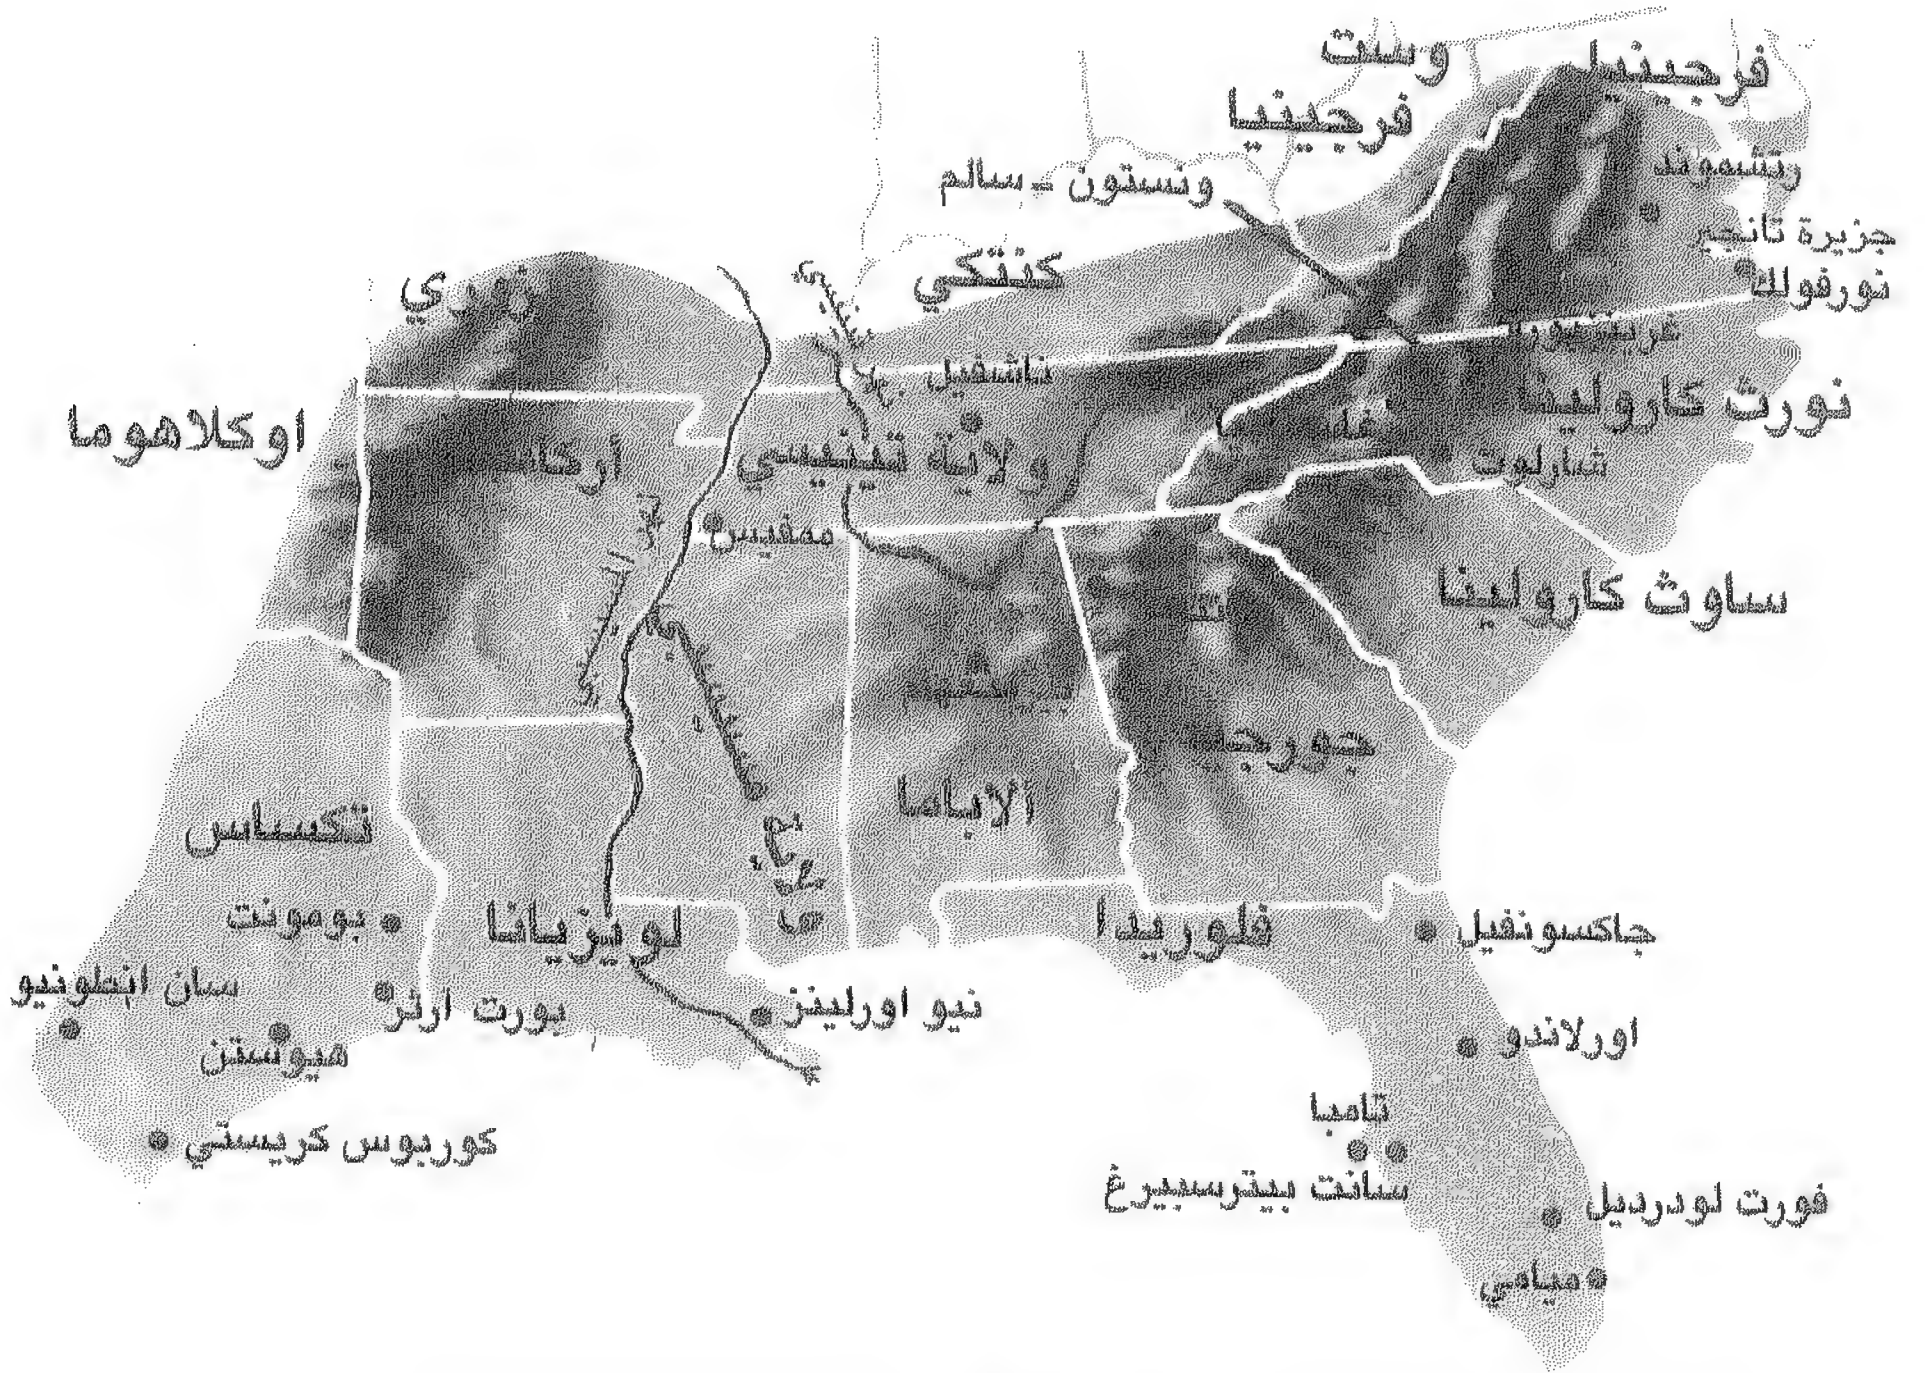 وست
فرجينيا
فرجينيا
ونستون - سالم
رتشموند
جزيرة تانجير
نورفولك
كنتكي
ناشفيل
نورث كارولينا
شارلوت
اوكلاهوما
ولاية تينيسي
ممفيس
ساوث كارولينا
جورجيا
الاباما
تكساس
بومونت
لويزيانا
فلوريدا
جاكسونفيل
سان انطونيو
بورت ارثر
نيو اورلينز
هيوستن
اورلاندو
تامبا
كوربوس كريستي
سانت بيترسبيرغ
فورت لودرديل
ميامي